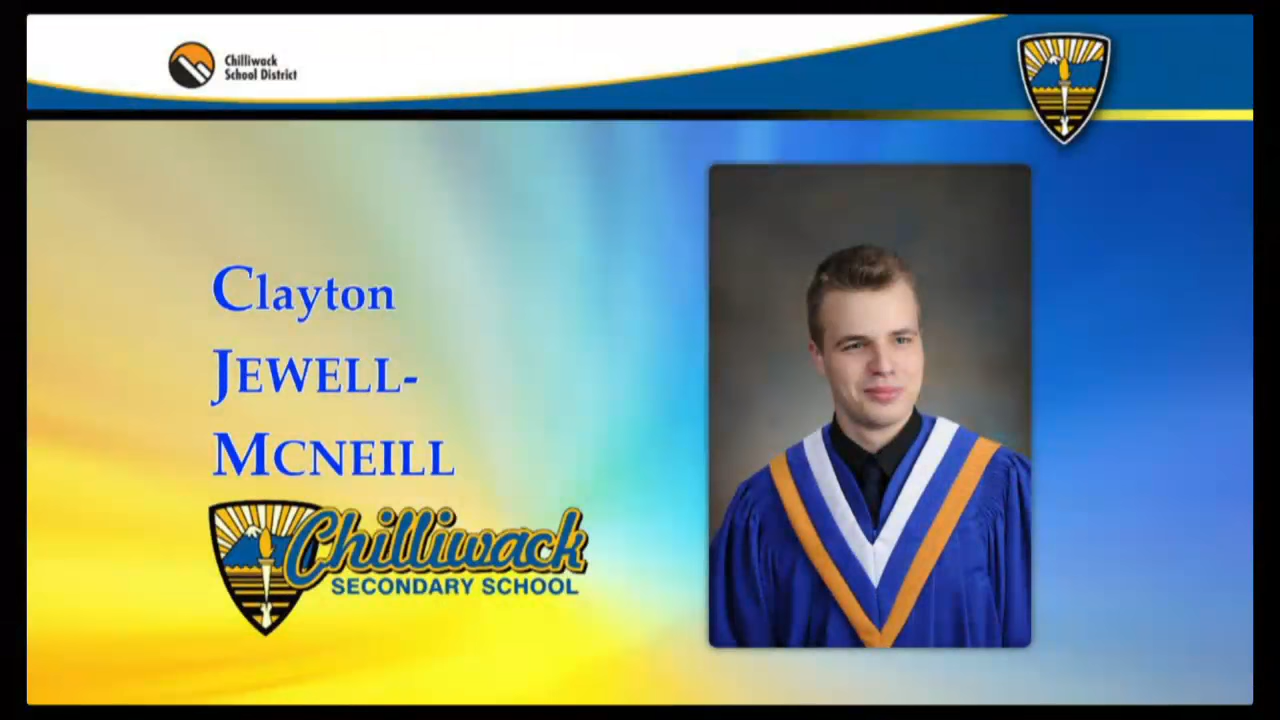 Chilliwack
School District
Clayton
JEWELL-
MCNEILL
Chilliwack
SECONDARY SCHOOL